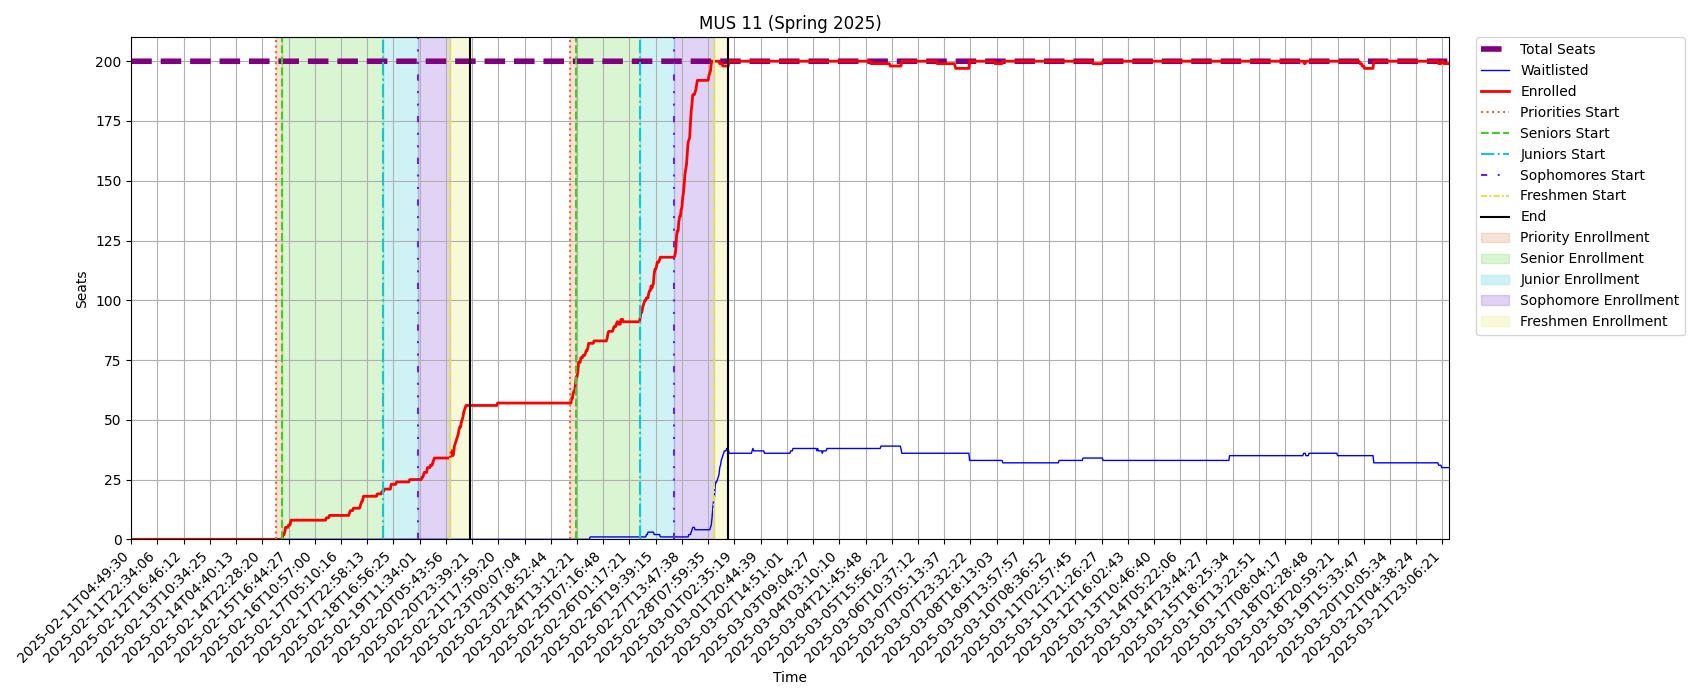 MUS 11 (Spring 2025)
200
175
150
125
100
75
50
25
0
Seats
2025-02-11T04:49:30
2025-02-11T22:34:06
2025-02-12T16:46:12
2025-02-13T10:34:25
2025-02-14T04:40:13
2025-02-14T22:28:20
2025-02-15T16:44:27
2025-02-16T10:57:00
2025-02-17T05:10:16
2025-02-17T22:58:13
2025-02-18T16:56:25
2025-02-19T11:34:01
2025-02-20T05:43:56
2025-02-20T23:39:21
2025-02-21T17:59:20
2025-02-23T00:07:04
2025-02-23T18:52:44
2025-02-24T13:12:21
2025-02-25T07:16:48
2025-02-26T01:17:21
2025-02-26T19:39:15
2025-02-27T13:47:38
2025-02-28T07:59:35
2025-03-01T02:35:19
2025-03-01T20:44:39
2025-03-02T14:51:01
2025-03-03T09:04:27
2025-03-04T03:10:10
2025-03-04T21:45:48
2025-03-05T15:56:22
2025-03-06T10:37:12
2025-03-07T05:13:37
2025-03-07T23:32:22
2025-03-08T18:13:03
2025-03-09T13:57:57
2025-03-10T08:36:52
2025-03-11T02:57:45
2025-03-11T21:26:27
2025-03-12T16:02:43
2025-03-13T10:46:40
2025-03-14T05:22:06
2025-03-14T23:44:27
2025-03-15T18:25:34
2025-03-16T13:22:51
2025-03-17T08:04:17
2025-03-18T02:28:48
2025-03-18T20:59:21
2025-03-19T15:33:47
2025-03-20T10:05:34
2025-03-21T04:38:24
2025-03-21T23:06:21
Time
Total Seats
Waitlisted
Enrolled
Priorities Start
Seniors Start
Juniors Start
Sophomores Start
Freshmen Start
End
Priority Enrollment
Senior Enrollment
Junior Enrollment
Sophomore Enrollment
Freshmen Enrollment